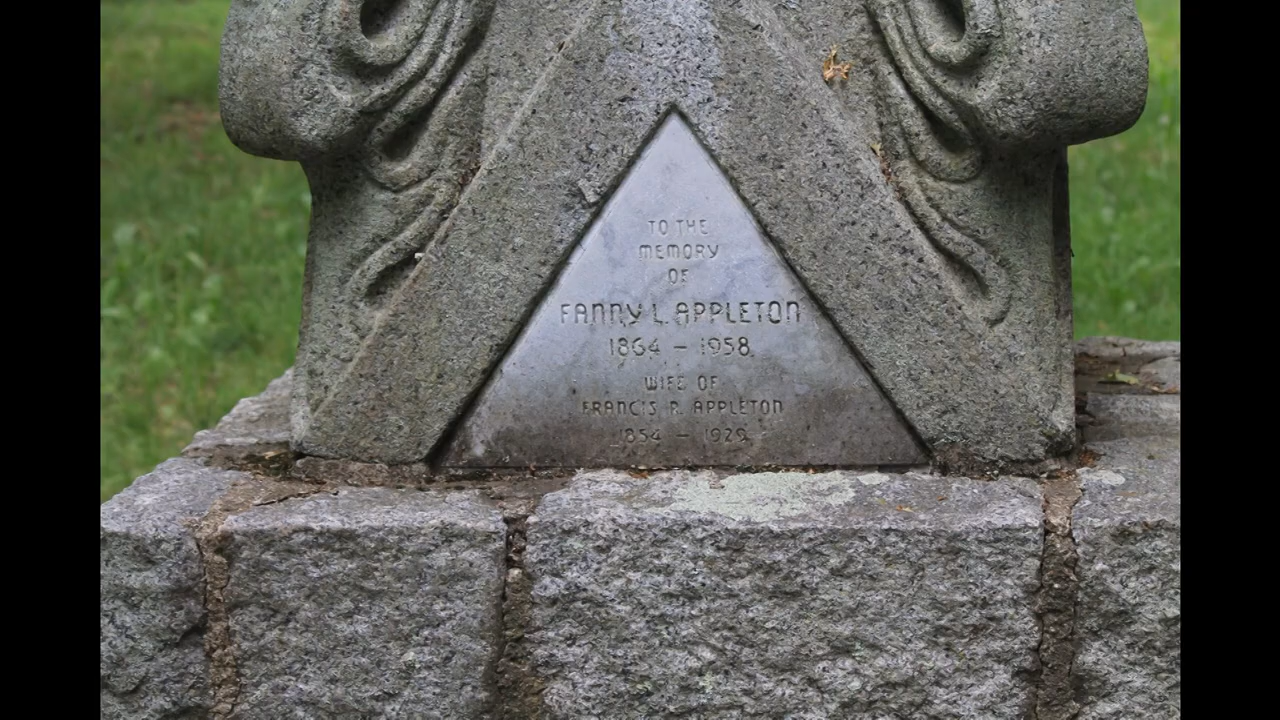 TO THE
MEMORY
OF
FANNY L. APPLETON
1864 – 1958
WIFE OF
FRANCIS R. APPLETON
1854 – 1929